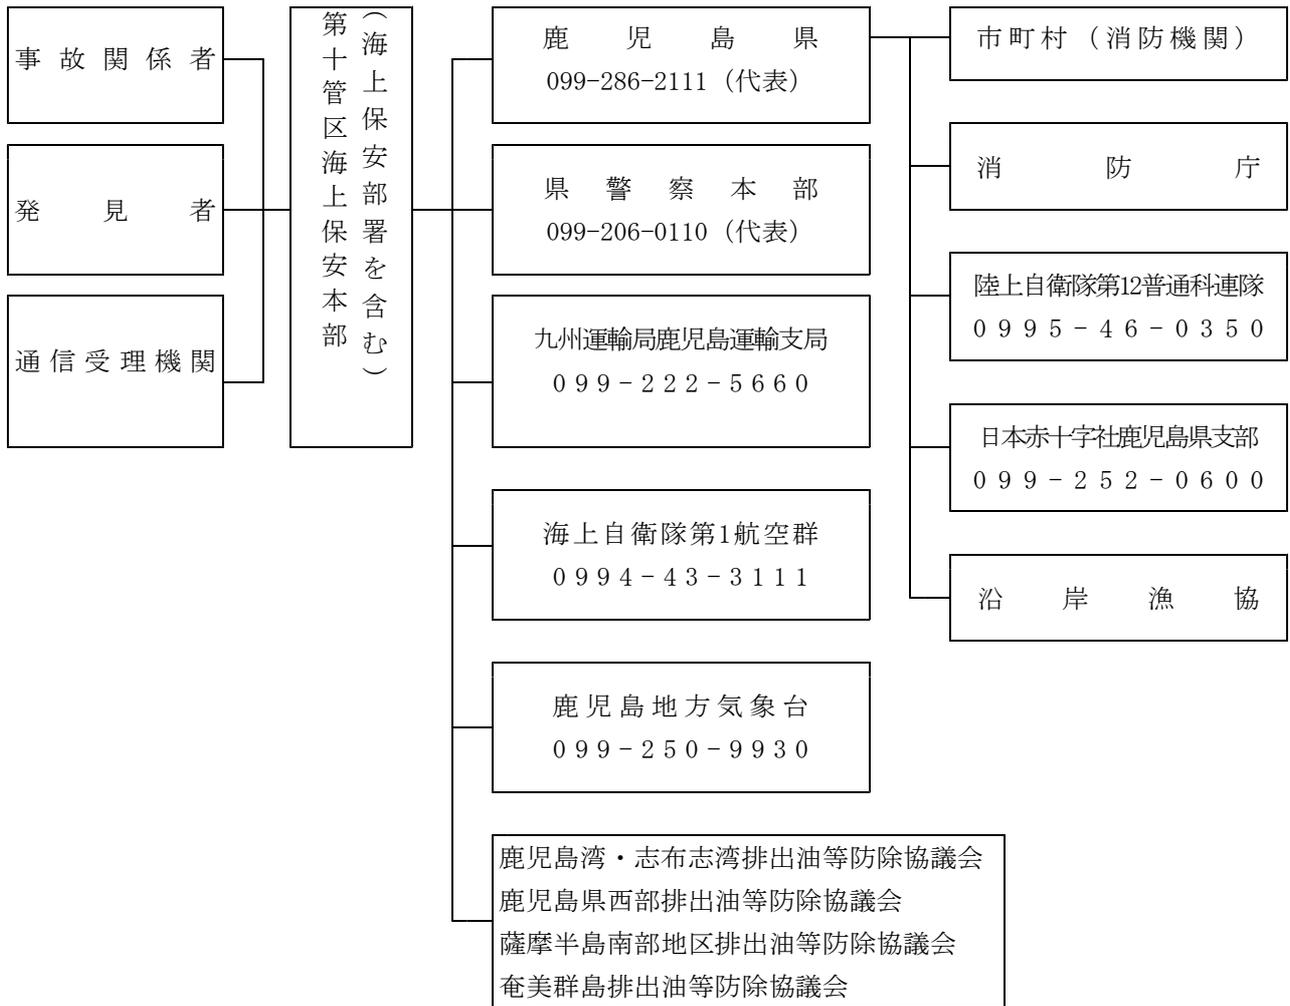 事故関係者
発見者
通信受理機関
第十管区海上保安本部
（海上保安部署を含む）
鹿児島県
099-286-2111（代表）
県警察本部
099-206-0110（代表）
九州運輸局鹿児島運輸支局
099-222-5660
海上自衛隊第1航空群
0994-43-3111
鹿児島地方気象台
099-250-9930
鹿児島湾・志布志湾排出油等防除協議会
鹿児島県西部排出油等防除協議会
薩摩半島南部地区排出油等防除協議会
奄美群島排出油等防除協議会
市町村（消防機関）
消防庁
陸上自衛隊第12普通科連隊
0995-46-0350
日本赤十字社鹿児島県支部
099-252-0600
沿岸漁協